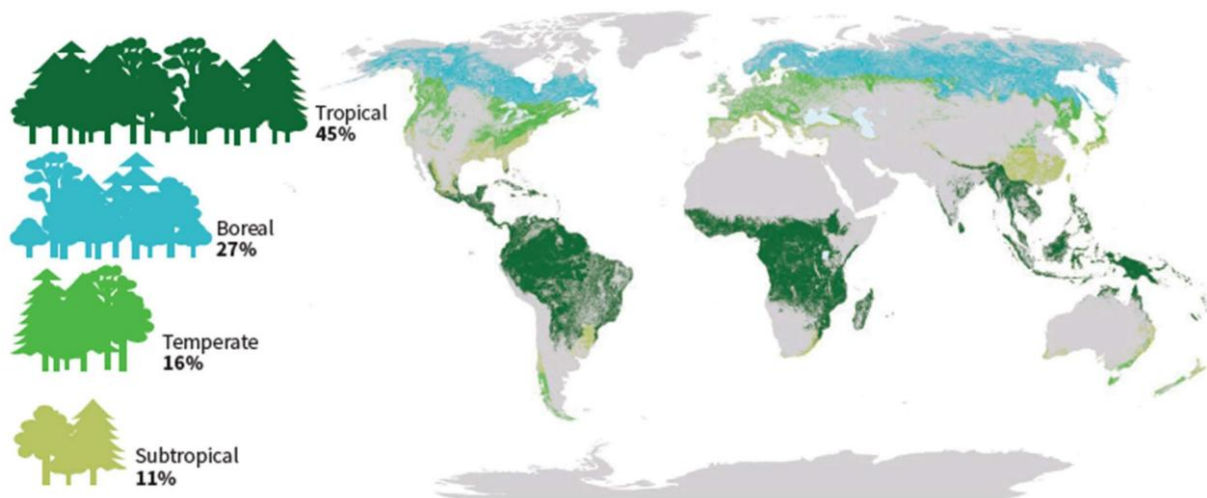 Tropical
45%
Boreal
27%
Temperate
16%
Subtropical
11%